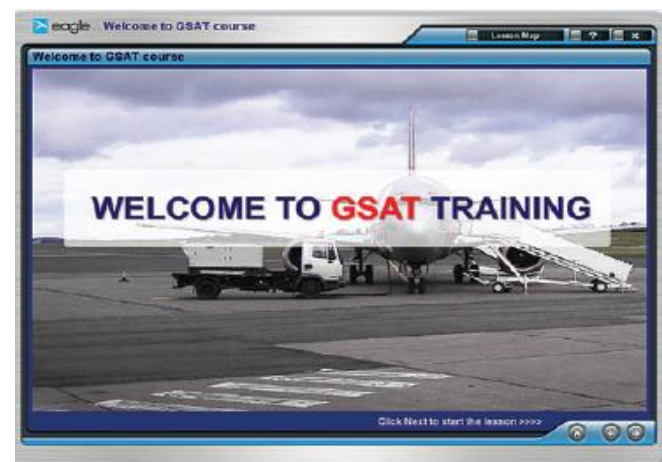 eagle Welcome to GSAT course
Lesson Map ? X
Welcome to GSAT course
WELCOME TO GSAT TRAINING
Click Next to start the lesson >>>>